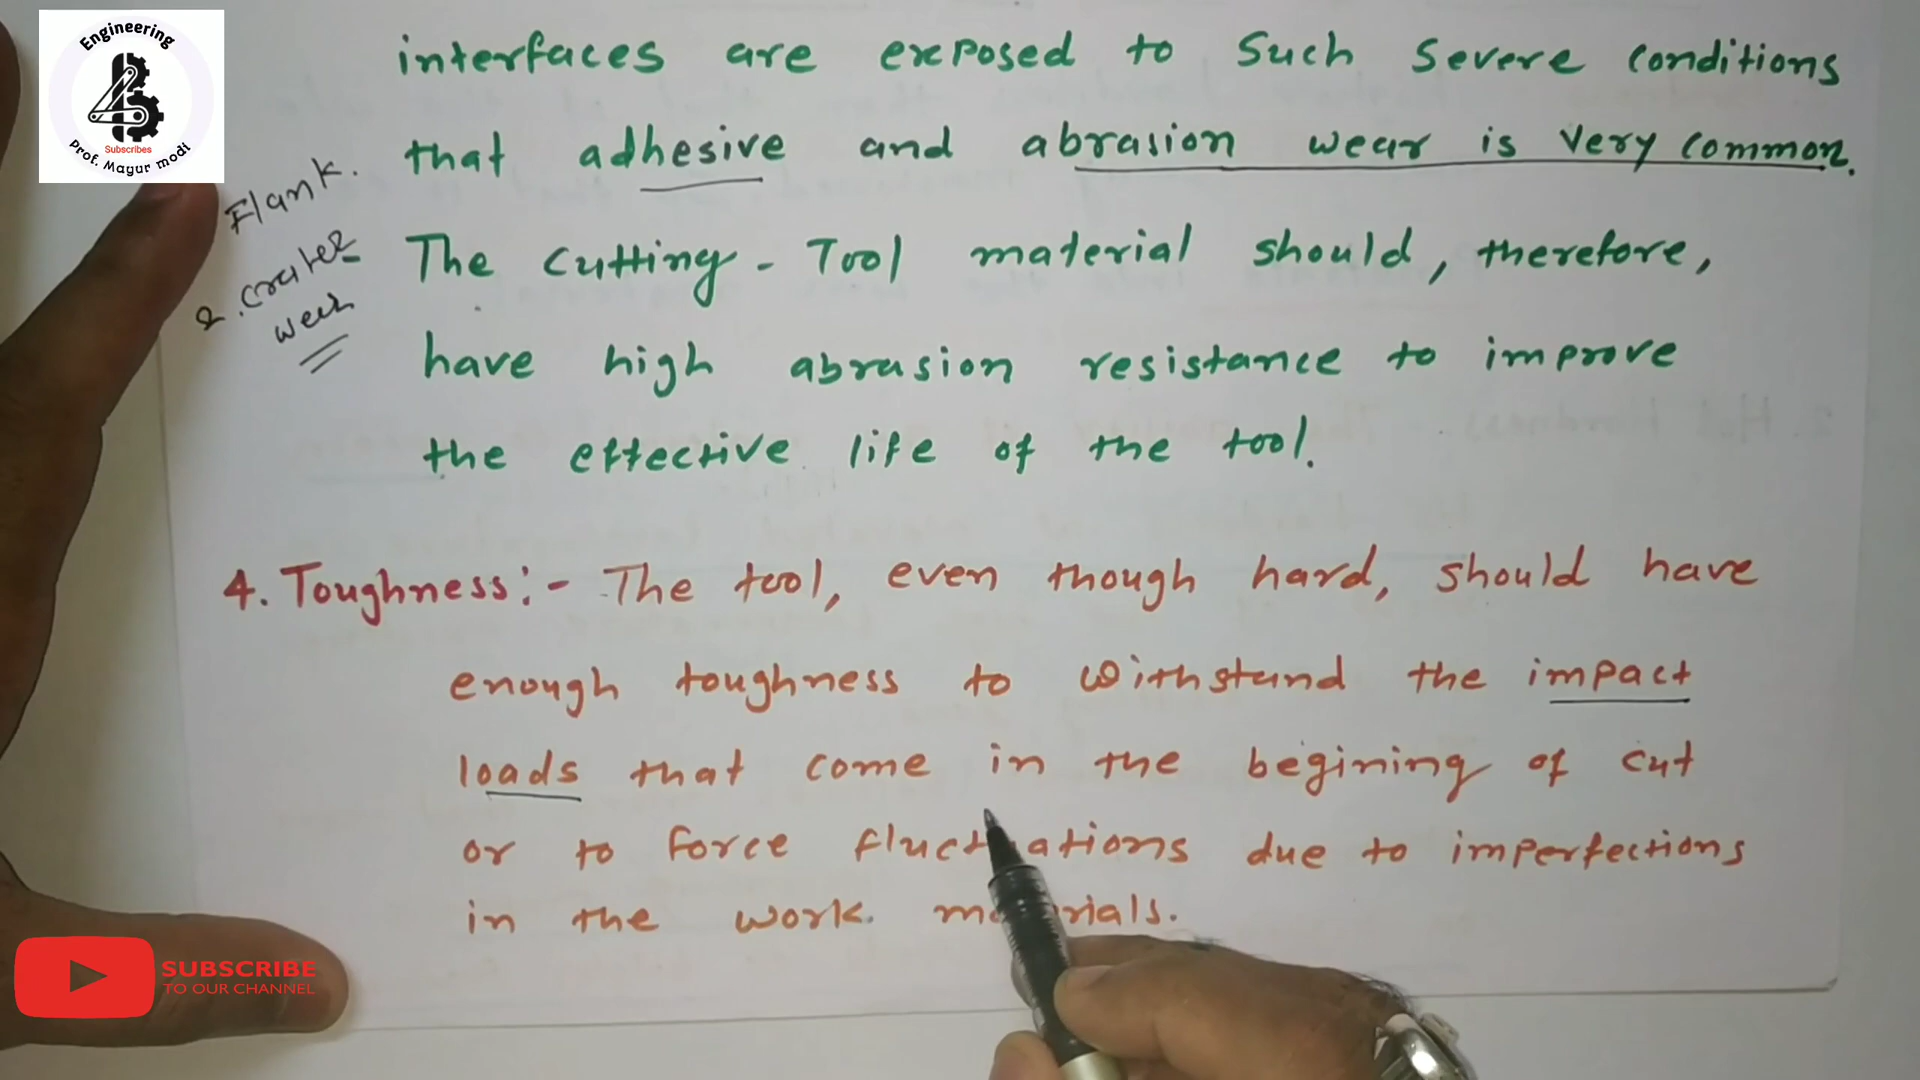 Engineering
Subscribes
Prof. Mayur modi
interfaces are exposed to Such Severe conditions
that adhesive and abrasion wear is very common.
Flank.
& crater
wear
The Cutting - Tool material should, therefore,
have high abrasion resistance to improve
the effective life of the tool.
4. Toughness:- The tool, even though hard, should have
enough toughness to withstand the impact
loads that come in the begining of cut
or to force fluctuations due to imperfections
in the work materials.
SUBSCRIBE
TO OUR CHANNEL